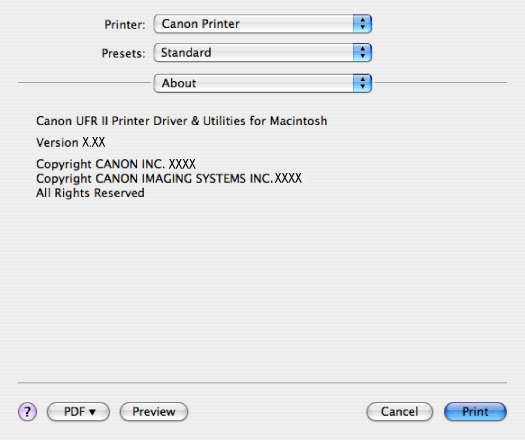 Printer: Canon Printer
Presets: Standard
About
Canon UFR II Printer Driver & Utilities for Macintosh
Version X.XX
Copyright CANON INC. XXXX
Copyright CANON IMAGING SYSTEMS INC. XXXX
All Rights Reserved
? PDF ▼ Preview Cancel Print